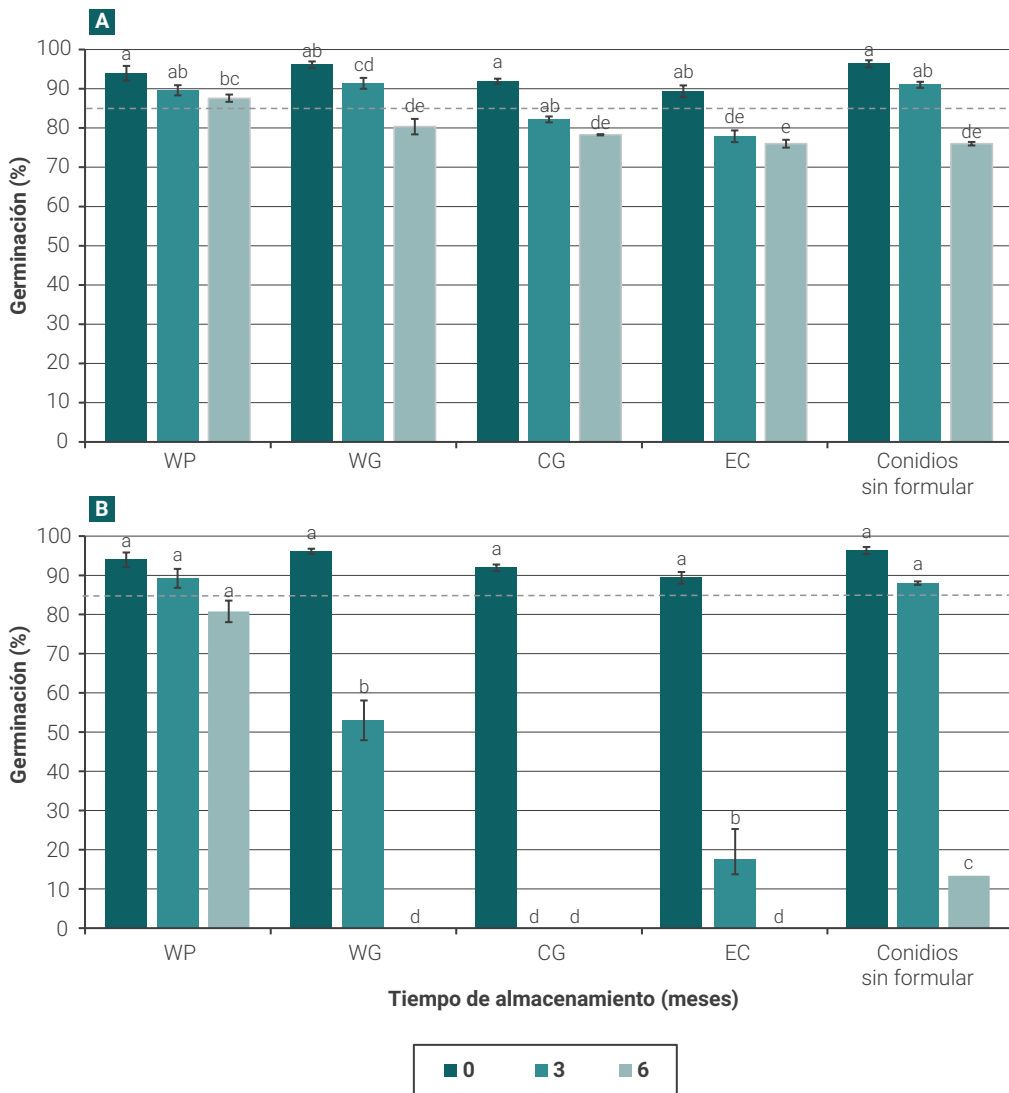 A
Germinación (%)
100
90
80
70
60
50
40
30
20
10
0
a
ab
bc
ab
cd
de
a
ab
de
ab
de
e
a
ab
de
WP
WG
CG
EC
Conidios
sin formular
B
Germinación (%)
100
90
80
70
60
50
40
30
20
10
0
a
a
a
a
b
d
a
d
d
a
b
d
a
a
c
WP
WG
CG
EC
Conidios
sin formular
Tiempo de almacenamiento (meses)
0 3 6